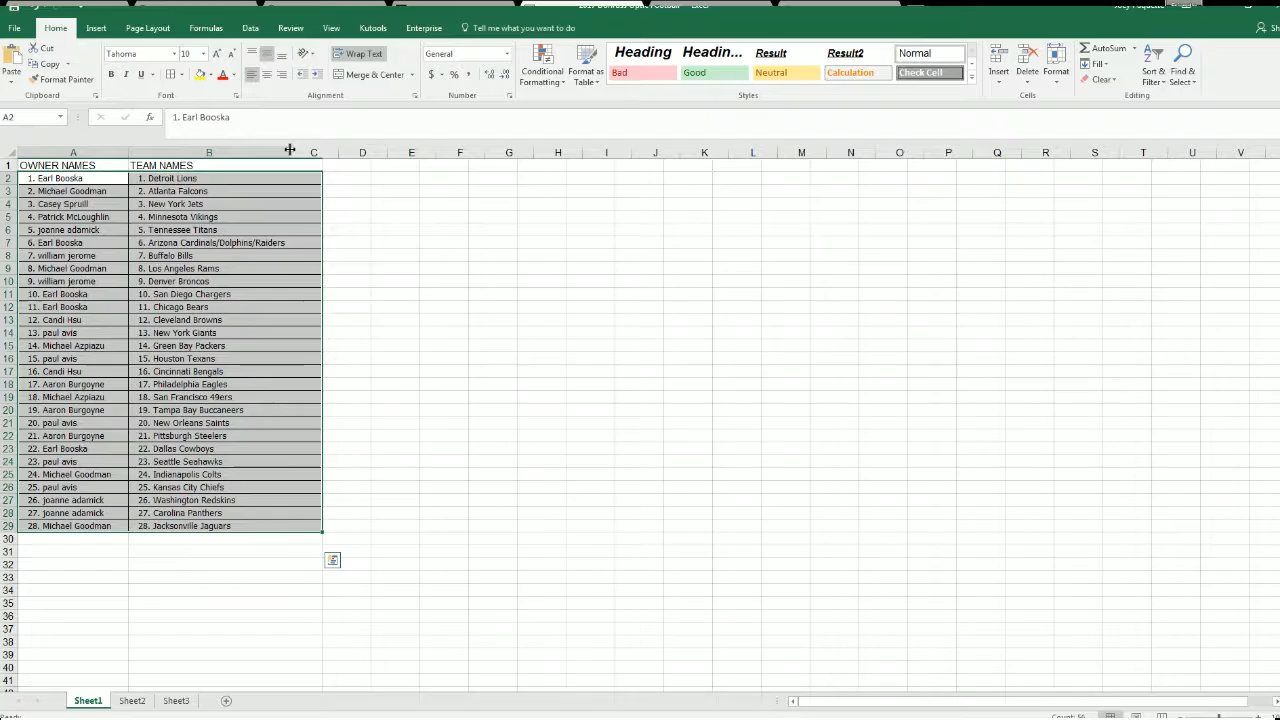 File Home Insert Page Layout Formulas Data Review View Kutools Enterprise Tell me what you want to do
Cut
Copy
Format Painter
Paste
Clipboard
Tahoma 10
B I U
Font
Wrap Text
Merge & Center
Alignment
General
$ % ,
Number
Conditional Formatting
Format as Table
Heading Headin... Result Result2 Normal
Bad Good Neutral Calculation Check Cell
Styles
Insert Delete Format
Cells
AutoSum
Fill
Clear
Sort & Filter
Find & Select
Editing
A2 fx 1. Earl Booska
A B C D E F G H I J K L M N O P Q R S T U V
1 OWNER NAMES TEAM NAMES
2 1. Earl Booska 1. Detroit Lions
3 2. Michael Goodman 2. Atlanta Falcons
4 3. Casey Spruill 3. New York Jets
5 4. Patrick McLoughlin 4. Minnesota Vikings
6 5. joanne adamick 5. Tennessee Titans
7 6. Earl Booska 6. Arizona Cardinals/Dolphins/Raiders
8 7. william jerome 7. Buffalo Bills
9 8. Michael Goodman 8. Los Angeles Rams
10 9. william jerome 9. Denver Broncos
11 10. Earl Booska 10. San Diego Chargers
12 11. Earl Booska 11. Chicago Bears
13 12. Candi Hsu 12. Cleveland Browns
14 13. paul avis 13. New York Giants
15 14. Michael Azpiazu 14. Green Bay Packers
16 15. paul avis 15. Houston Texans
17 16. Candi Hsu 16. Cincinnati Bengals
18 17. Aaron Burgoyne 17. Philadelphia Eagles
19 18. Michael Azpiazu 18. San Francisco 49ers
20 19. Aaron Burgoyne 19. Tampa Bay Buccaneers
21 20. paul avis 20. New Orleans Saints
22 21. Aaron Burgoyne 21. Pittsburgh Steelers
23 22. Earl Booska 22. Dallas Cowboys
24 23. paul avis 23. Seattle Seahawks
25 24. Michael Goodman 24. Indianapolis Colts
26 25. paul avis 25. Kansas City Chiefs
27 26. joanne adamick 26. Washington Redskins
28 27. joanne adamick 27. Carolina Panthers
29 28. Michael Goodman 28. Jacksonville Jaguars
30
31
32
33
34
35
36
37
38
39
40
41
Sheet1 Sheet2 Sheet3